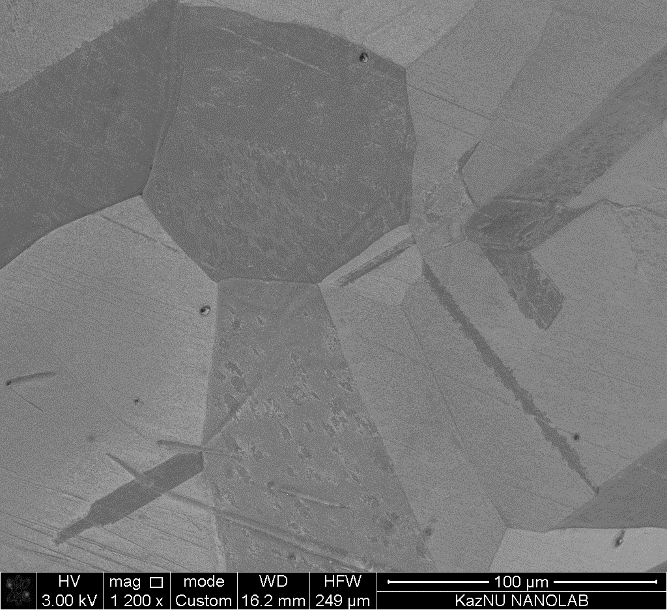 HV mag □ mode WD HFW 100 µm
3.00 kV 1 200 x Custom 16.2 mm 249 µm KazNU NANOLAB